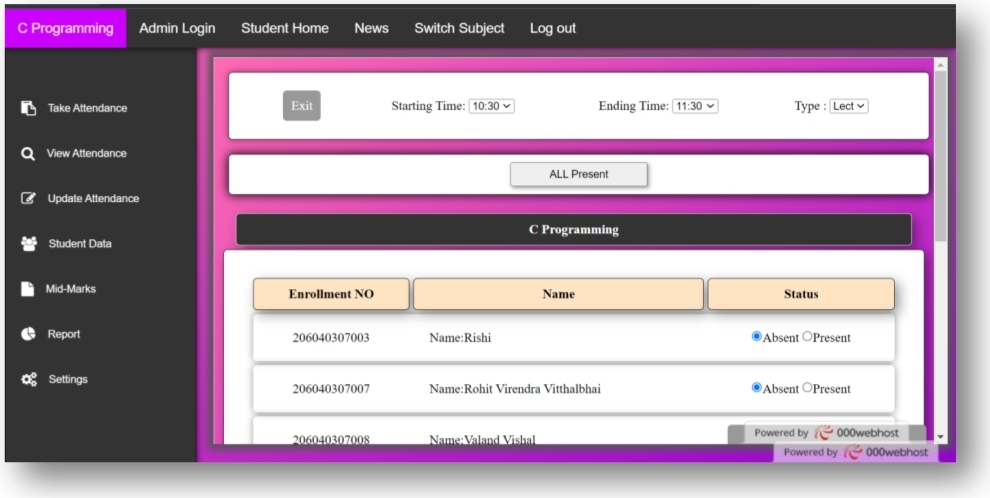 C Programming Admin Login Student Home News Switch Subject Log out
Take Attendance
View Attendance
Update Attendance
Student Data
Mid-Marks
Report
Settings
Exit Starting Time: 10:30 Ending Time: 11:30 Type : Lect
ALL Present
C Programming
Enrollment NO Name Status
206040307003 Name:Rishi Absent Present
206040307007 Name:Rohit Virendra Vitthalbhai Absent Present
206040307008 Name:Valand Vishal
Powered by 000webhost
Powered by 000webhost